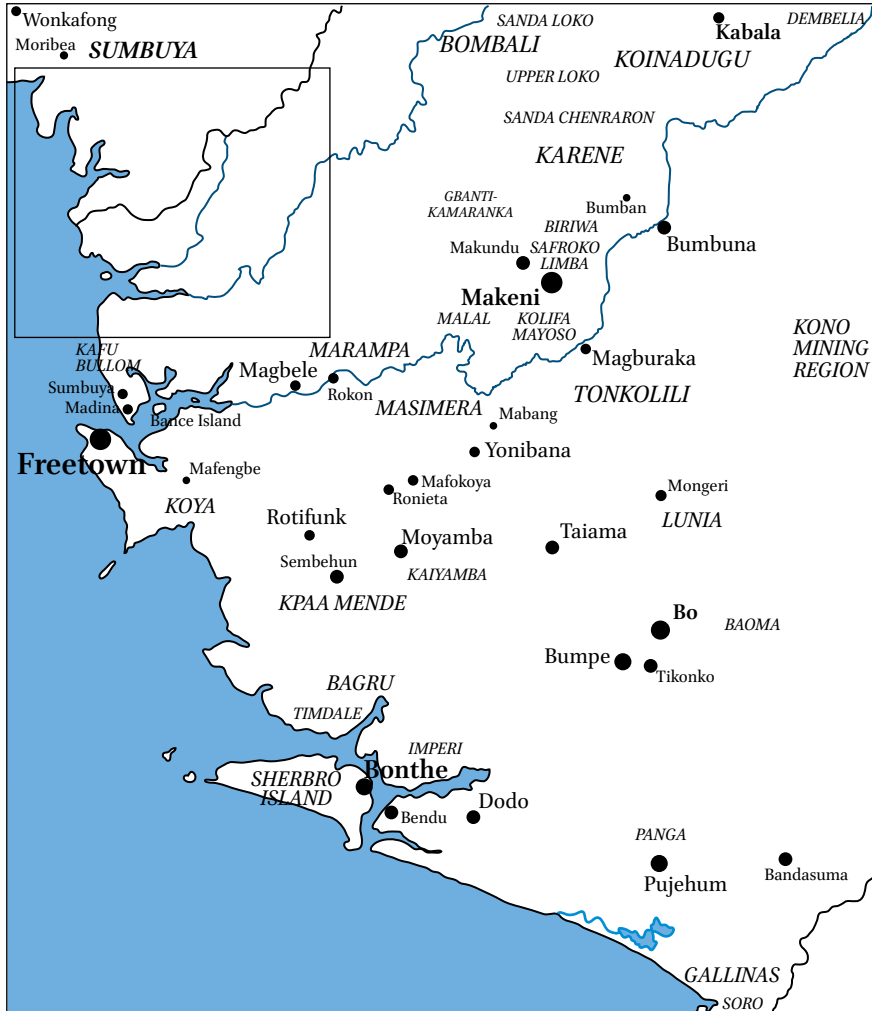 Wonkafong
Moribea
SUMBUYA
BOMBALI
SANDA LOKO
Kabala
DEMBELIA
KOINADUGU
UPPER LOKO
SANDA CHENRARON
KARENE
GBANTI-
KAMARANKA
Bumban
BIRIWA
Bumbuna
Makundu
SAFROKO
LIMBA
Makeni
MALAL
KOLIFA
MAYOSO
KONO
MINING
REGION
KAFU
BULLOM
MARAMPA
Magburaka
Magbele
Rokon
TONKOLILI
Sumbuya
Madina
Bance Island
MASIMERA
Mabang
Freetown
Yonibana
Mafengbe
Mafokoya
Ronieta
Mongeri
KOYA
Rotifunk
LUNIA
Moyamba
Taiama
Sembehun
KAIYAMBA
KPAA MENDE
Bo
BAOMA
Bumpe
Tikonko
BAGRU
TIMDALE
IMPERI
SHERBRO
ISLAND
Bonthe
Bendu
Dodo
PANGA
Pujehum
Bandasuma
GALLINAS
SORO